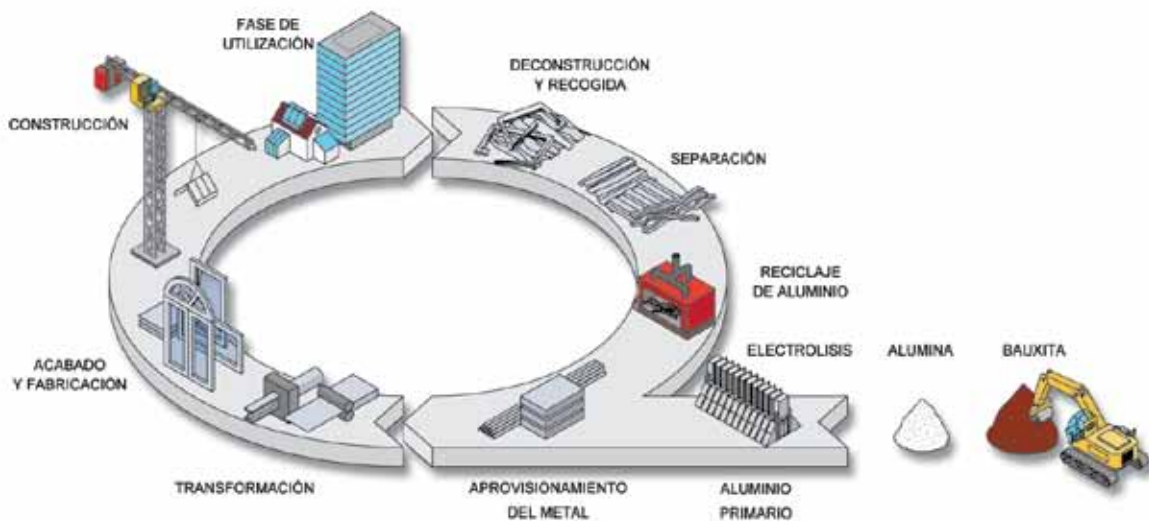 FASE DE
UTILIZACIÓN
DECONSTRUCCIÓN
Y RECOGIDA
CONSTRUCCIÓN
SEPARACIÓN
RECICLAJE
DE ALUMINIO
ELECTROLISIS
ALUMINA
BAUXITA
ACABADO
Y FABRICACIÓN
TRANSFORMACIÓN
APROVISIONAMIENTO
DEL METAL
ALUMINIO
PRIMARIO